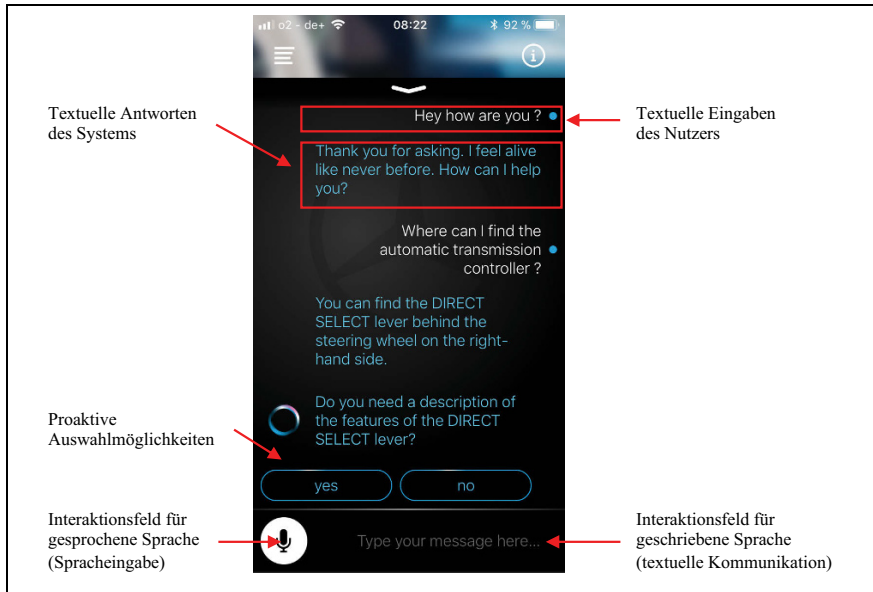 o2 - de+ 08:22 92 %
i
Textuelle Antworten
des Systems
Hey how are you ?
Textuelle Eingaben
des Nutzers
Thank you for asking. I feel alive
like never before. How can I help
you?
Where can I find the
automatic transmission
controller ?
You can find the DIRECT
SELECT lever behind the
steering wheel on the right-
hand side.
Proaktive
Auswahlmöglichkeiten
Do you need a description of
the features of the DIRECT
SELECT lever?
yes no
Interaktionsfeld für
gesprochene Sprache
(Spracheingabe)
Type your message here...
Interaktionsfeld für
geschriebene Sprache
(textuelle Kommunikation)